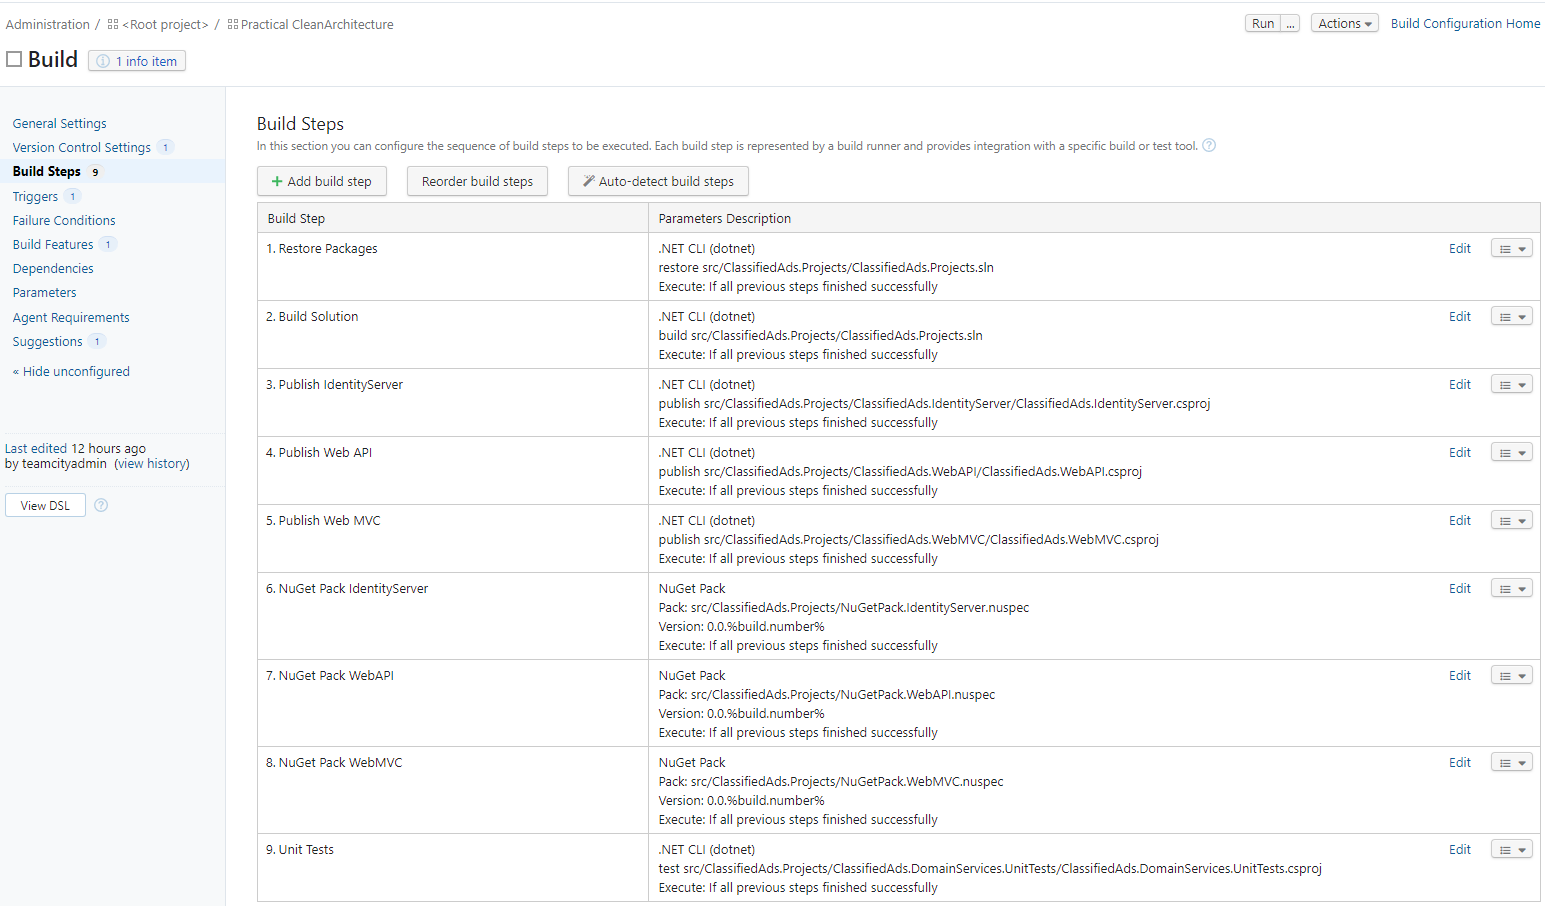 Administration / <Root project> / Practical CleanArchitecture
Run ... Actions Build Configuration Home
Build 1 info item
General Settings
Version Control Settings 1
Build Steps 9
Triggers 1
Failure Conditions
Build Features 1
Dependencies
Parameters
Agent Requirements
Suggestions 1
« Hide unconfigured
Last edited 12 hours ago
by teamcityadmin (view history)
View DSL ?
Build Steps
In this section you can configure the sequence of build steps to be executed. Each build step is represented by a build runner and provides integration with a specific build or test tool. ?
+ Add build step Reorder build steps Auto-detect build steps
Build Step Parameters Description
1. Restore Packages .NET CLI (dotnet) Edit
restore src/ClassifiedAds.Projects/ClassifiedAds.Projects.sln
Execute: If all previous steps finished successfully
2. Build Solution .NET CLI (dotnet) Edit
build src/ClassifiedAds.Projects/ClassifiedAds.Projects.sln
Execute: If all previous steps finished successfully
3. Publish IdentityServer .NET CLI (dotnet) Edit
publish src/ClassifiedAds.Projects/ClassifiedAds.IdentityServer/ClassifiedAds.IdentityServer.csproj
Execute: If all previous steps finished successfully
4. Publish Web API .NET CLI (dotnet) Edit
publish src/ClassifiedAds.Projects/ClassifiedAds.WebAPI/ClassifiedAds.WebAPI.csproj
Execute: If all previous steps finished successfully
5. Publish Web MVC .NET CLI (dotnet) Edit
publish src/ClassifiedAds.Projects/ClassifiedAds.WebMVC/ClassifiedAds.WebMVC.csproj
Execute: If all previous steps finished successfully
6. NuGet Pack IdentityServer NuGet Pack Edit
Pack: src/ClassifiedAds.Projects/NuGetPack.IdentityServer.nuspec
Version: 0.0.%build.number%
Execute: If all previous steps finished successfully
7. NuGet Pack WebAPI NuGet Pack Edit
Pack: src/ClassifiedAds.Projects/NuGetPack.WebAPI.nuspec
Version: 0.0.%build.number%
Execute: If all previous steps finished successfully
8. NuGet Pack WebMVC NuGet Pack Edit
Pack: src/ClassifiedAds.Projects/NuGetPack.WebMVC.nuspec
Version: 0.0.%build.number%
Execute: If all previous steps finished successfully
9. Unit Tests .NET CLI (dotnet) Edit
test src/ClassifiedAds.Projects/ClassifiedAds.DomainServices.UnitTests/ClassifiedAds.DomainServices.UnitTests.csproj
Execute: If all previous steps finished successfully